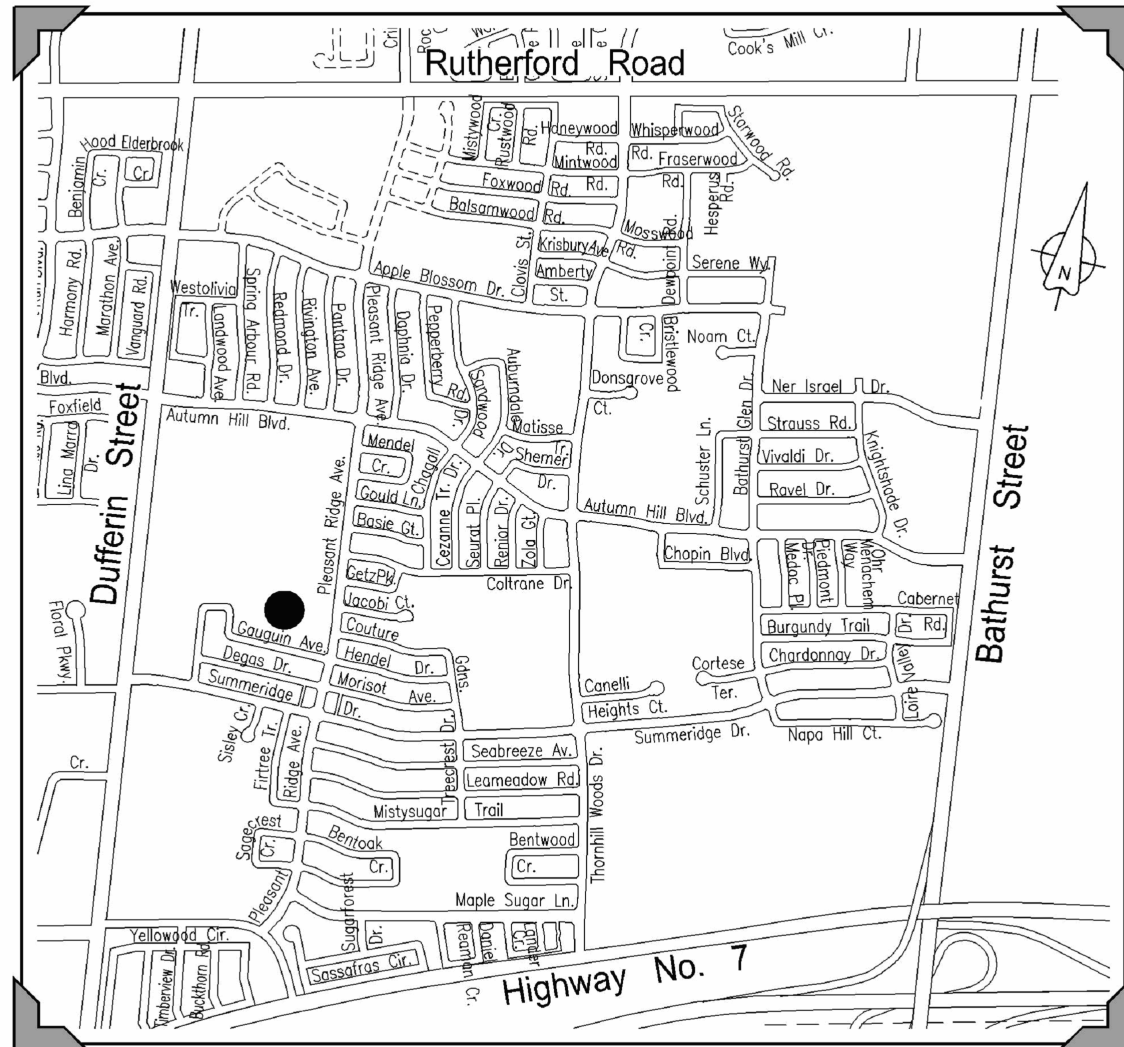 Cook's Mill Cr.
Rutherford Road
Mistywood
Cr.
Rustwood
Rd.
Honeywood
Rd.
Whisperwood
Starwood Rd.
Hood Elderbrook
Cr.
Cr.
Benjamin
Mintwood
Rd.
Rd.
Fraserwood
Rd.
Hesperus
Rd.
Foxwood
Rd.
Balsamwood
Rd.
Mosswood
Rd.
Krisbury Ave
Clovis St.
Dewpoint Rd.
Serene Wy.
Amberty
St.
Apple Blossom Dr.
Harmony Rd.
Marathon Ave.
Vanguard Rd.
Westolivia
Tr.
Landwood Ave.
Spring Arbour Rd.
Redmond Dr.
Rivington Ave.
Pantano Dr.
Pleasant Ridge Ave.
Daphnia Dr.
Pepperberry
Rd.
Cr.
Bristlewood
Noam Ct.
N
Blvd.
Foxfield
Dr.
Lina Marra
Dufferin Street
Autumn Hill Blvd.
Sandwood
Dr.
Auburndale
Dr.
Matisse
Tr.
Shemer
Dr.
Donsgrove
Ct.
Ner Israel Dr.
Strauss Rd.
Vivaldi Dr.
Ravel Dr.
Knightshade Dr.
Schuster Ln.
Bathurst Glen Dr.
Bathurst Street
Mendel
Cr.
Chagall
Dr.
Gould Ln.
Basie Gt.
Cezanne Tr.
Seurat Pl.
Reniar Dr.
Zola Gt.
Autumn Hill Blvd.
Chopin Blvd.
Medoc Pl.
Piedmont
Dr.
Ohr
Menachem
Way
Pleasant Ridge Ave.
Getz Pk.
Coltrane Dr.
Jacobi Ct.
Cabernet
Rd.
Floral Pkwy.
Gauguin Ave.
Couture
Gdns.
Burgundy Trail
Dr.
Degas Dr.
Hendel
Dr.
Chardonnay Dr.
Loire Valley
Summeridge
Dr.
Morisot
Ave.
Cortese
Ter.
Canelli
Heights Ct.
Sisley Cr.
Firtree Tr.
Ridge Ave.
Summeridge Dr.
Napa Hill Ct.
Treecrest Dr.
Seabreeze Av.
Cr.
Leameadow Rd.
Mistysugar
Trail
Thornhill Woods Dr.
Sagecrest
Cr.
Bentoak
Cr.
Bentwood
Cr.
Pleasant
Maple Sugar Ln.
Sugarforest
Dr.
Yellowood Cir.
Timberview Dr.
Buckthorn Rd.
Sassafras Cir.
Reaman Cr.
Daniel
Lander
Cr.
Highway No. 7